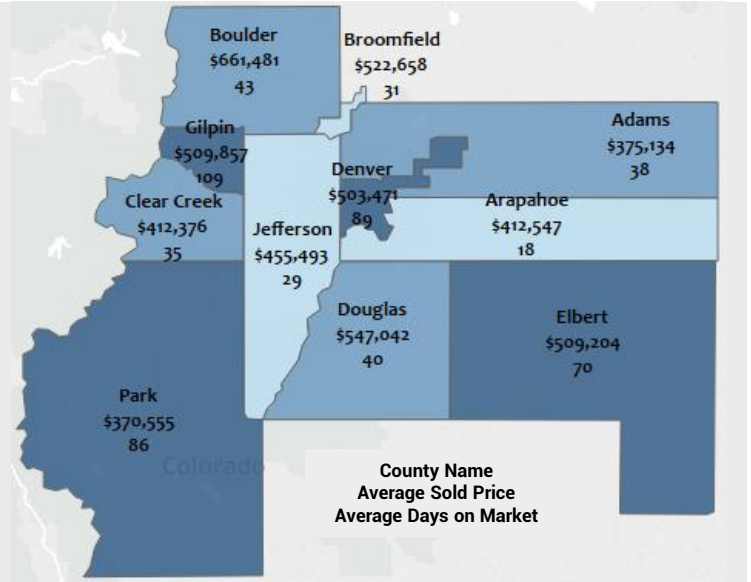 Boulder
$661,481
43
Broomfield
$522,658
31
Gilpin
$509,857
109
Adams
$375,134
38
Denver
$503,471
89
Clear Creek
$412,376
35
Jefferson
$455,493
29
Arapahoe
$412,547
18
Douglas
$547,042
40
Elbert
$509,204
70
Park
$370,555
86
Colorado
County Name
Average Sold Price
Average Days on Market